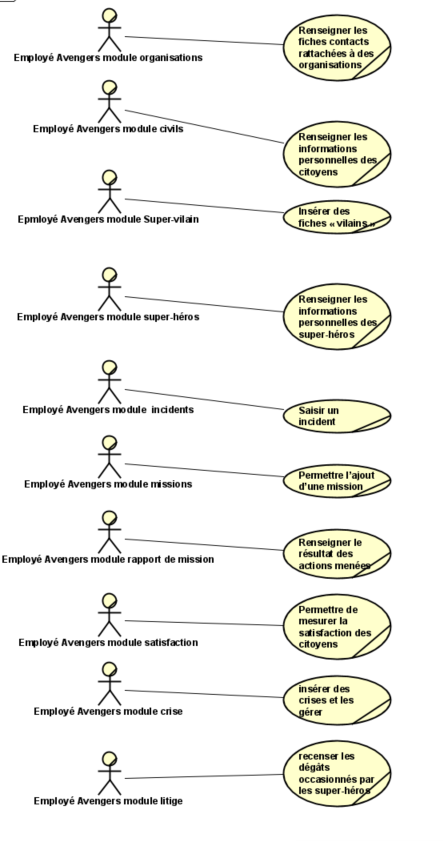 Renseigner les
fiches contacts
rattachées à des
organisations
Employé Avengers module organisations
Employé Avengers module civils
Renseigner les
informations
personnelles des
citoyens
Epmloyé Avengers module Super-vilain
Insérer des
fiches « vilains »
Employé Avengers module super-héros
Renseigner les
informations
personnelles des
super-héros
Employé Avengers module incidents
Saisir un
incident
Employé Avengers module missions
Permettre l'ajout
d'une mission
Employé Avengers module rapport de mission
Renseigner le
résultat des
actions menées
Employé Avengers module satisfaction
Permettre de
mesurer la
satisfaction des
citoyens
Employé Avengers module crise
insérer des
crises et les
gérer
Employé Avengers module litige
recenser les
dégâts
occasionnés par
les super-héros